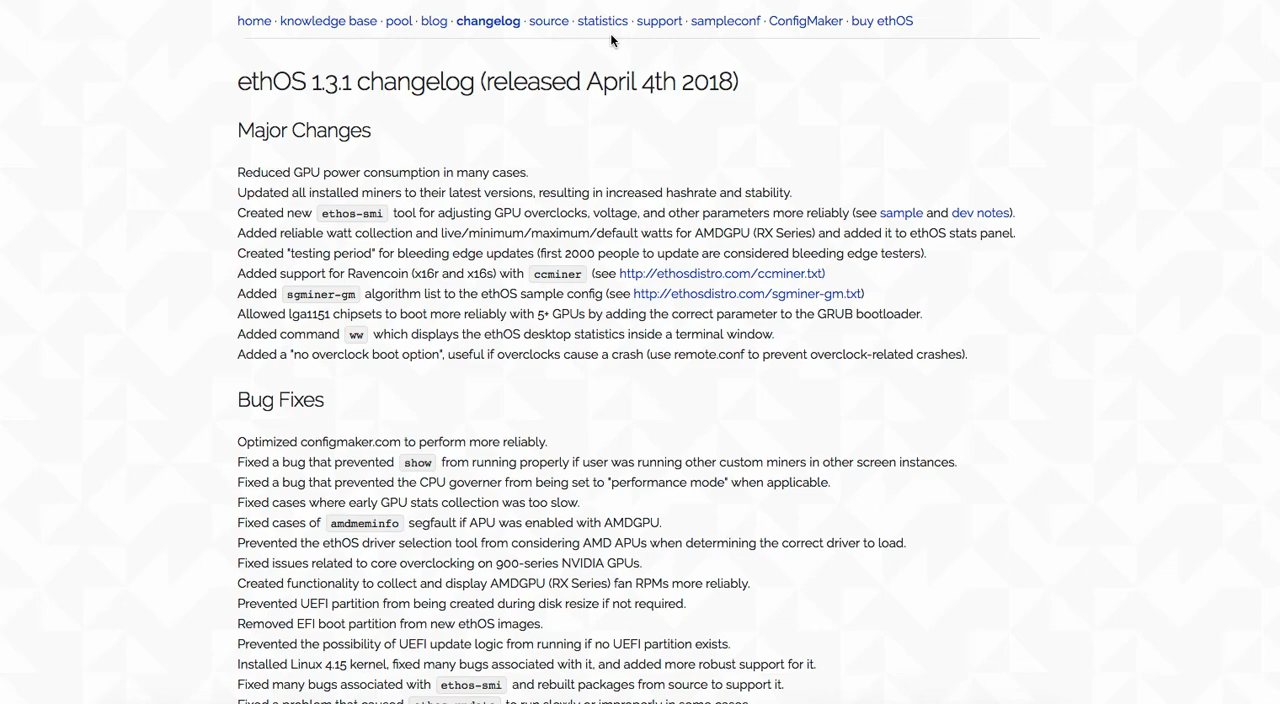 home · knowledge base · pool · blog · changelog · source · statistics · support · sampleconf · ConfigMaker · buy ethOS
ethOS 1.3.1 changelog (released April 4th 2018)
Major Changes
Reduced GPU power consumption in many cases.
Updated all installed miners to their latest versions, resulting in increased hashrate and stability.
Created new ethos-smi tool for adjusting GPU overclocks, voltage, and other parameters more reliably (see sample and dev notes).
Added reliable watt collection and live/minimum/maximum/default watts for AMDGPU (RX Series) and added it to ethOS stats panel.
Created "testing period" for bleeding edge updates (first 2000 people to update are considered bleeding edge testers).
Added support for Ravencoin (x16r and x16s) with ccminer (see http://ethosdistro.com/ccminer.txt)
Added sgminer-gm algorithm list to the ethOS sample config (see http://ethosdistro.com/sgminer-gm.txt)
Allowed lga1151 chipsets to boot more reliably with 5+ GPUs by adding the correct parameter to the GRUB bootloader.
Added command ww which displays the ethOS desktop statistics inside a terminal window.
Added a "no overclock boot option", useful if overclocks cause a crash (use remote.conf to prevent overclock-related crashes).
Bug Fixes
Optimized configmaker.com to perform more reliably.
Fixed a bug that prevented show from running properly if user was running other custom miners in other screen instances.
Fixed a bug that prevented the CPU governer from being set to "performance mode" when applicable.
Fixed cases where early GPU stats collection was too slow.
Fixed cases of amdmeminfo segfault if APU was enabled with AMDGPU.
Prevented the ethOS driver selection tool from considering AMD APUs when determining the correct driver to load.
Fixed issues related to core overclocking on 900-series NVIDIA GPUs.
Created functionality to collect and display AMDGPU (RX Series) fan RPMs more reliably.
Prevented UEFI partition from being created during disk resize if not required.
Removed EFI boot partition from new ethOS images.
Prevented the possibility of UEFI update logic from running if no UEFI partition exists.
Installed Linux 4.15 kernel, fixed many bugs associated with it, and added more robust support for it.
Fixed many bugs associated with ethos-smi and rebuilt packages from source to support it.
Fixed a problem that caused ethos-update to run slowly or improperly in some cases.